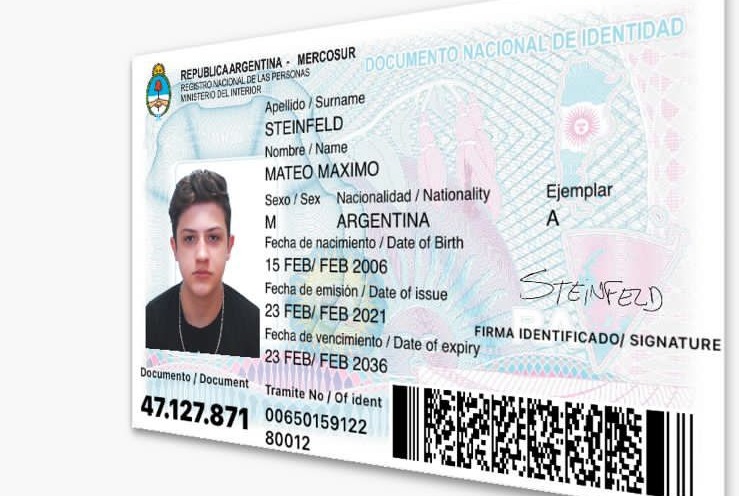 REPUBLICA ARGENTINA - MERCOSUR
REGISTRO NACIONAL DE LAS PERSONAS
MINISTERIO DEL INTERIOR
DOCUMENTO NACIONAL DE IDENTIDAD
Apellido / Surname
STEINFELD
Nombre / Name
MATEO MAXIMO
Sexo / Sex Nacionalidad / Nationality Ejemplar
M ARGENTINA A
Fecha de nacimiento / Date of Birth
15 FEB/ FEB 2006
Fecha de emisión / Date of issue
23 FEB/ FEB 2021
STEINFELD
FIRMA IDENTIFICADO/ SIGNATURE
Fecha de vencimiento / Date of expiry
23 FEB/ FEB 2036
Documento / Document
47.127.871
Tramite No / Of ident
00650159122
80012